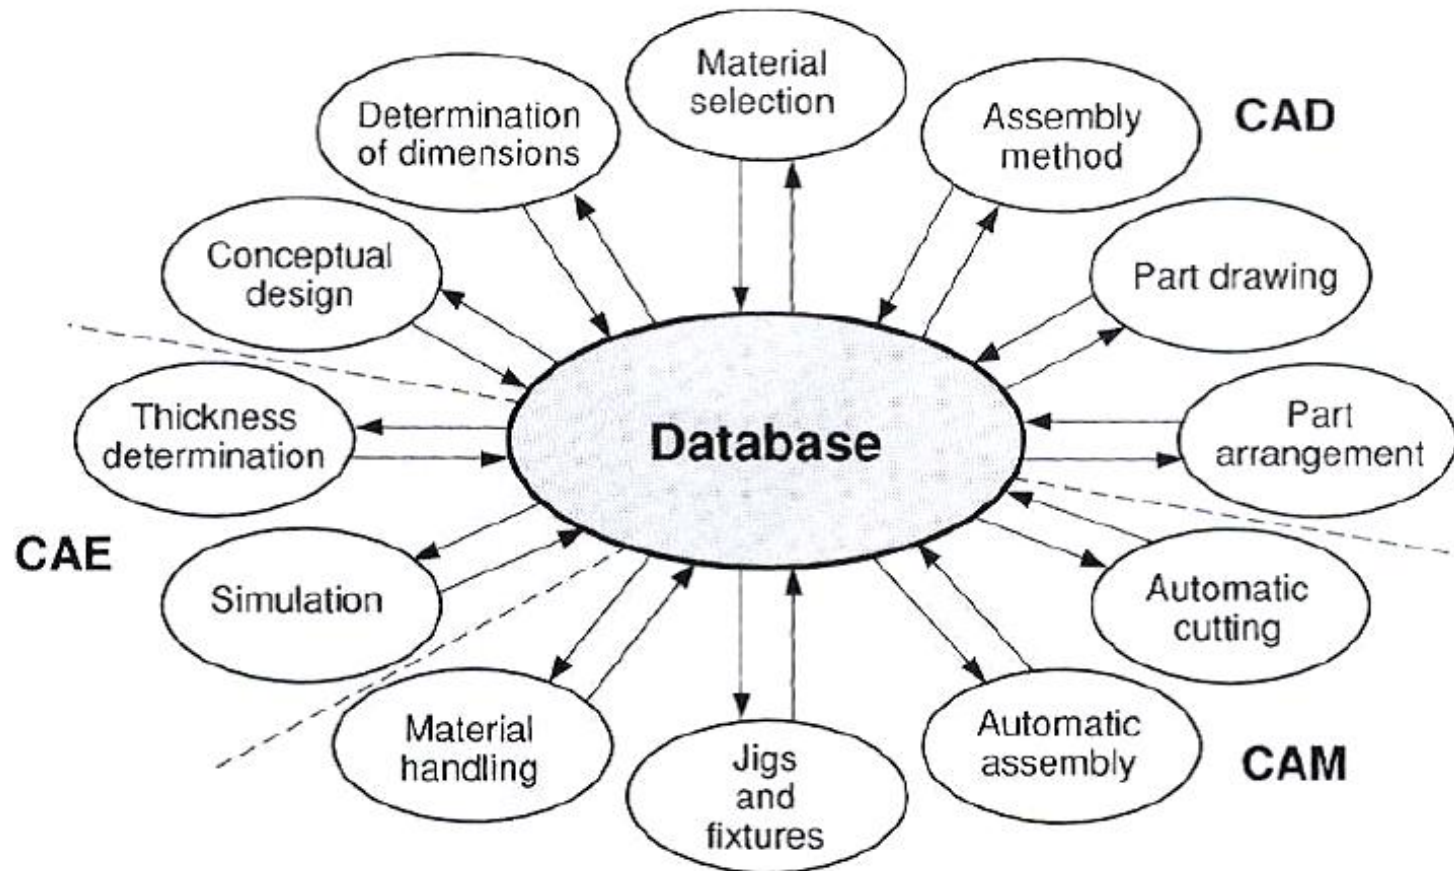 Material
selection
Determination
of dimensions
Assembly
method
CAD
Conceptual
design
Part drawing
Thickness
determination
Database
Part
arrangement
CAE
Simulation
Automatic
cutting
Material
handling
Jigs
and
fixtures
Automatic
assembly
CAM